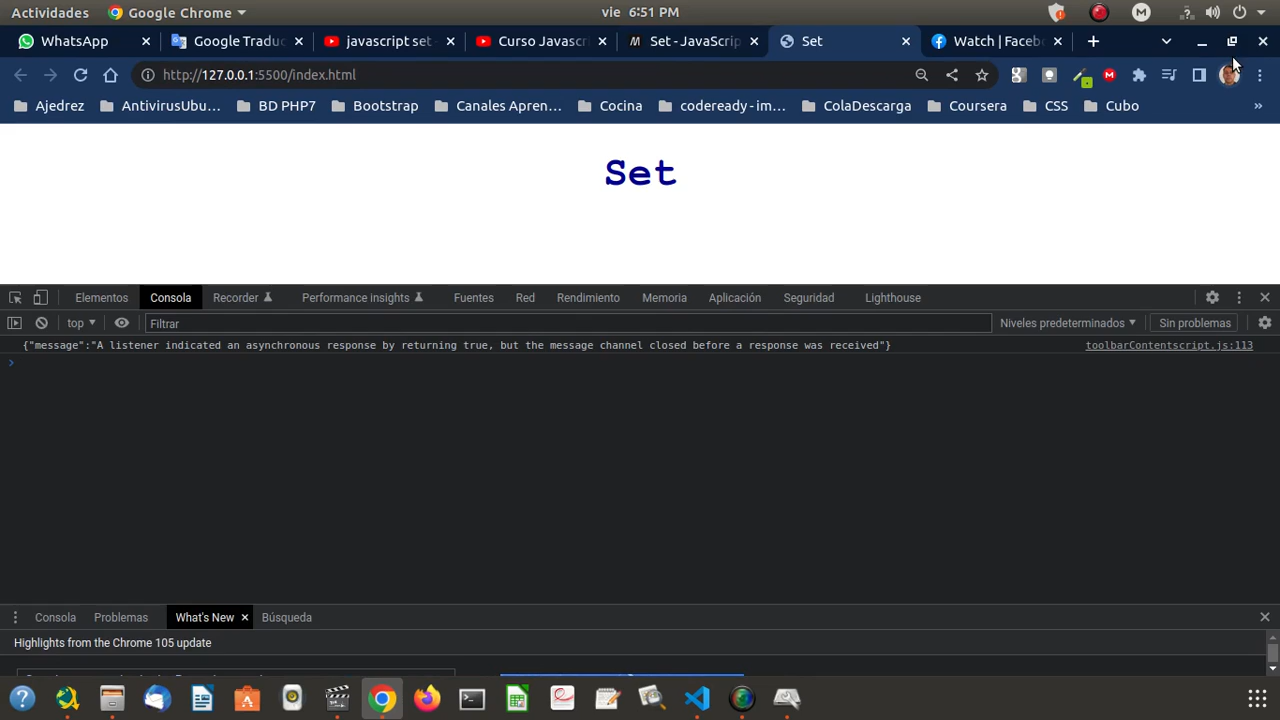 Actividades Google Chrome vie 6:51 PM M
WhatsApp Google Traduc javascript set - Curso Javascri Set - JavaScrip Set Watch | Faceb
http://127.0.0.1:5500/index.html
Ajedrez AntivirusUbu... BD PHP7 Bootstrap Canales Apren... Cocina codeready-im... ColaDescarga Coursera CSS Cubo »
Set
Elementos Consola Recorder Performance insights Fuentes Red Rendimiento Memoria Aplicación Seguridad Lighthouse
top Filtrar Niveles predeterminados Sin problemas
{"message":"A listener indicated an asynchronous response by returning true, but the message channel closed before a response was received"} toolbarContentscript.js:113
Consola Problemas What's New Búsqueda
Highlights from the Chrome 105 update